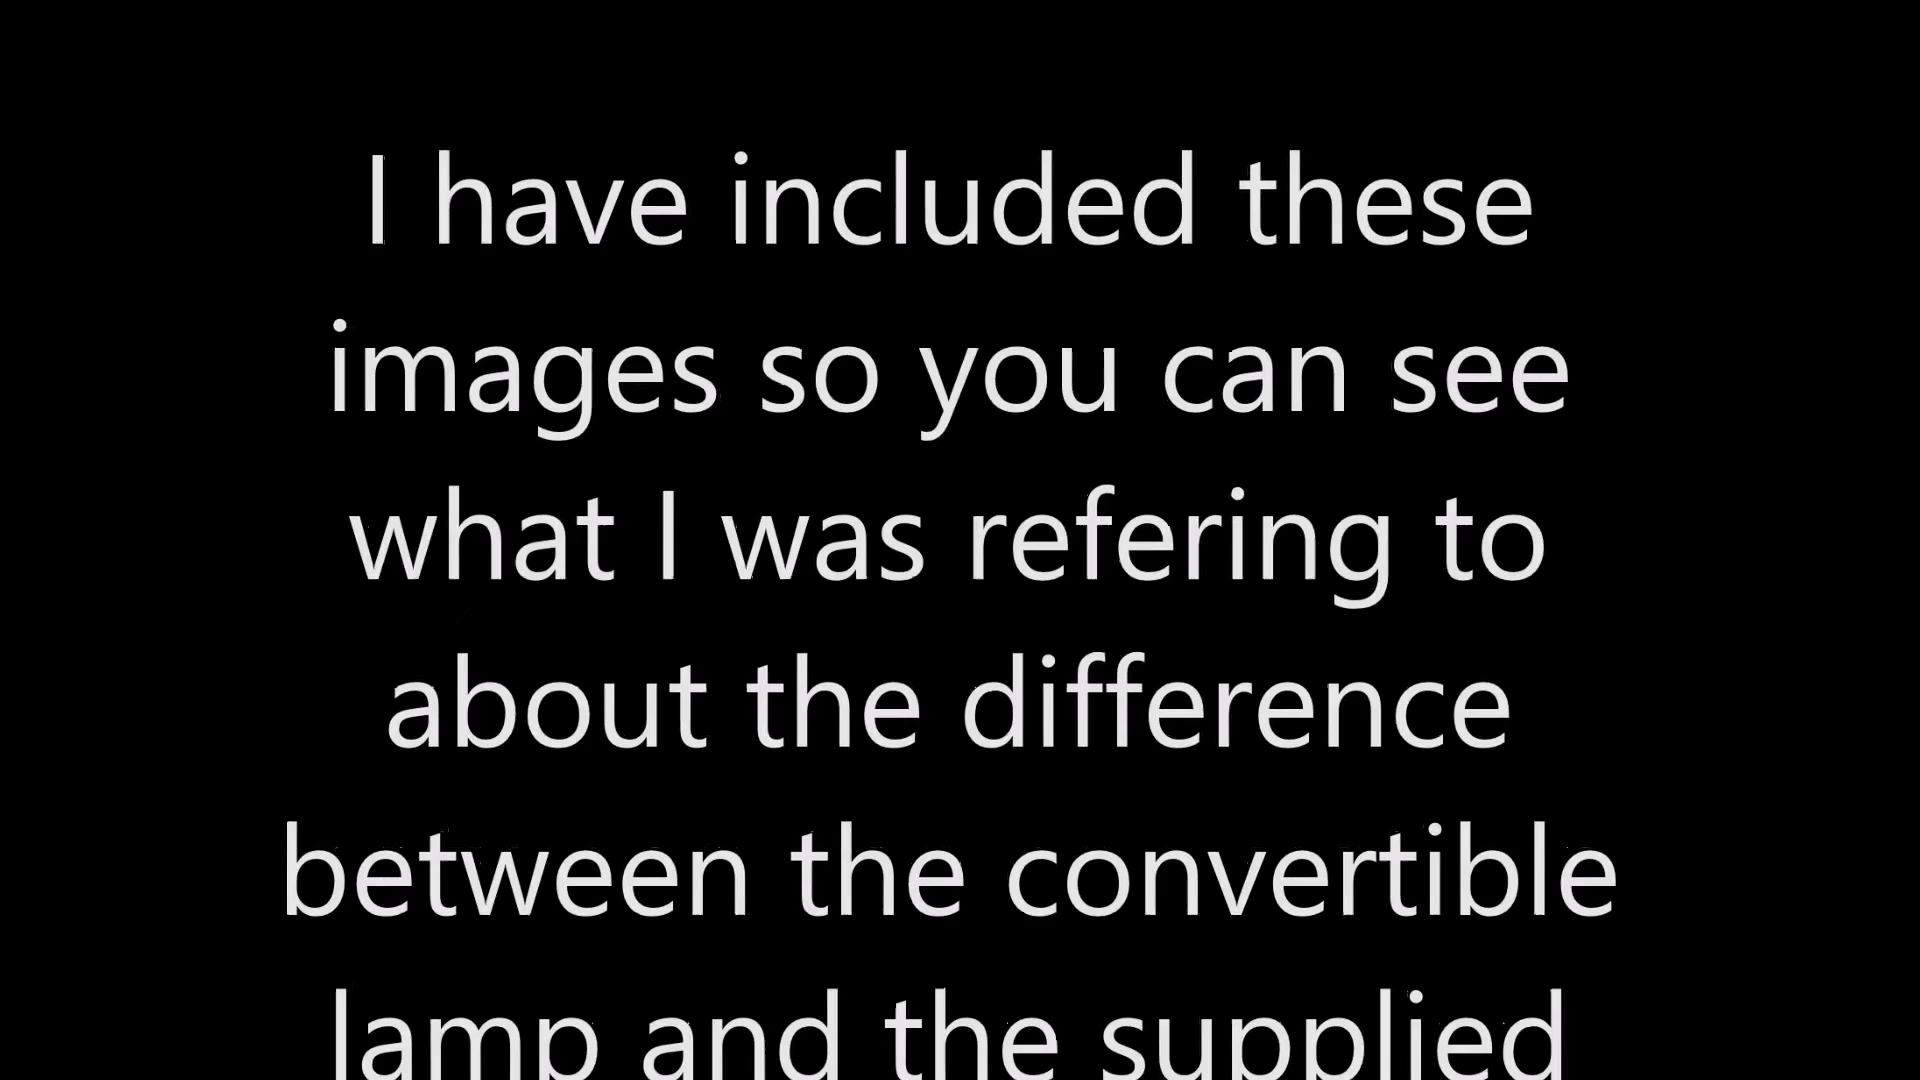 I have included these
images so you can see
what I was refering to
about the difference
between the convertible
lamp and the supplied